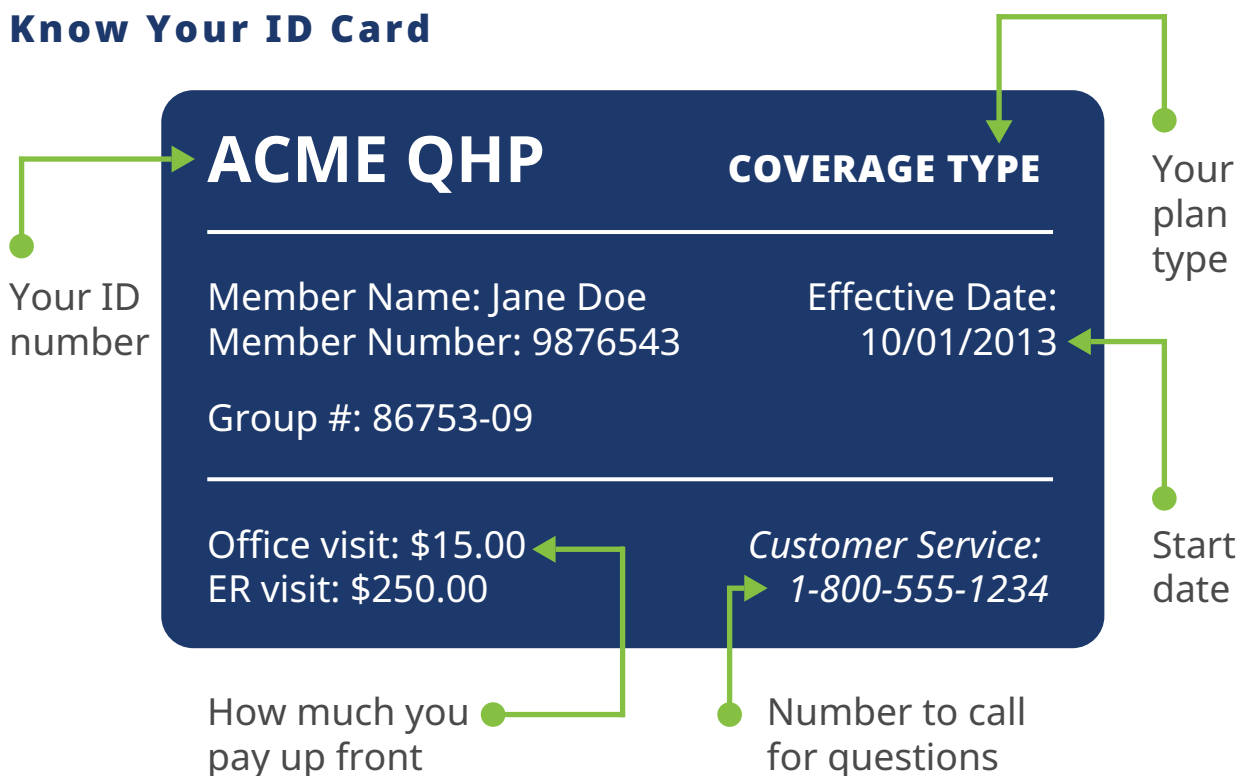 Know Your ID Card
ACME QHP
COVERAGE TYPE
Your
plan
type
Your ID
number
Member Name: Jane Doe
Member Number: 9876543
Effective Date:
10/01/2013
Group #: 86753-09
Office visit: $15.00
ER visit: $250.00
Customer Service:
1-800-555-1234
Start
date
How much you
pay up front
Number to call
for questions